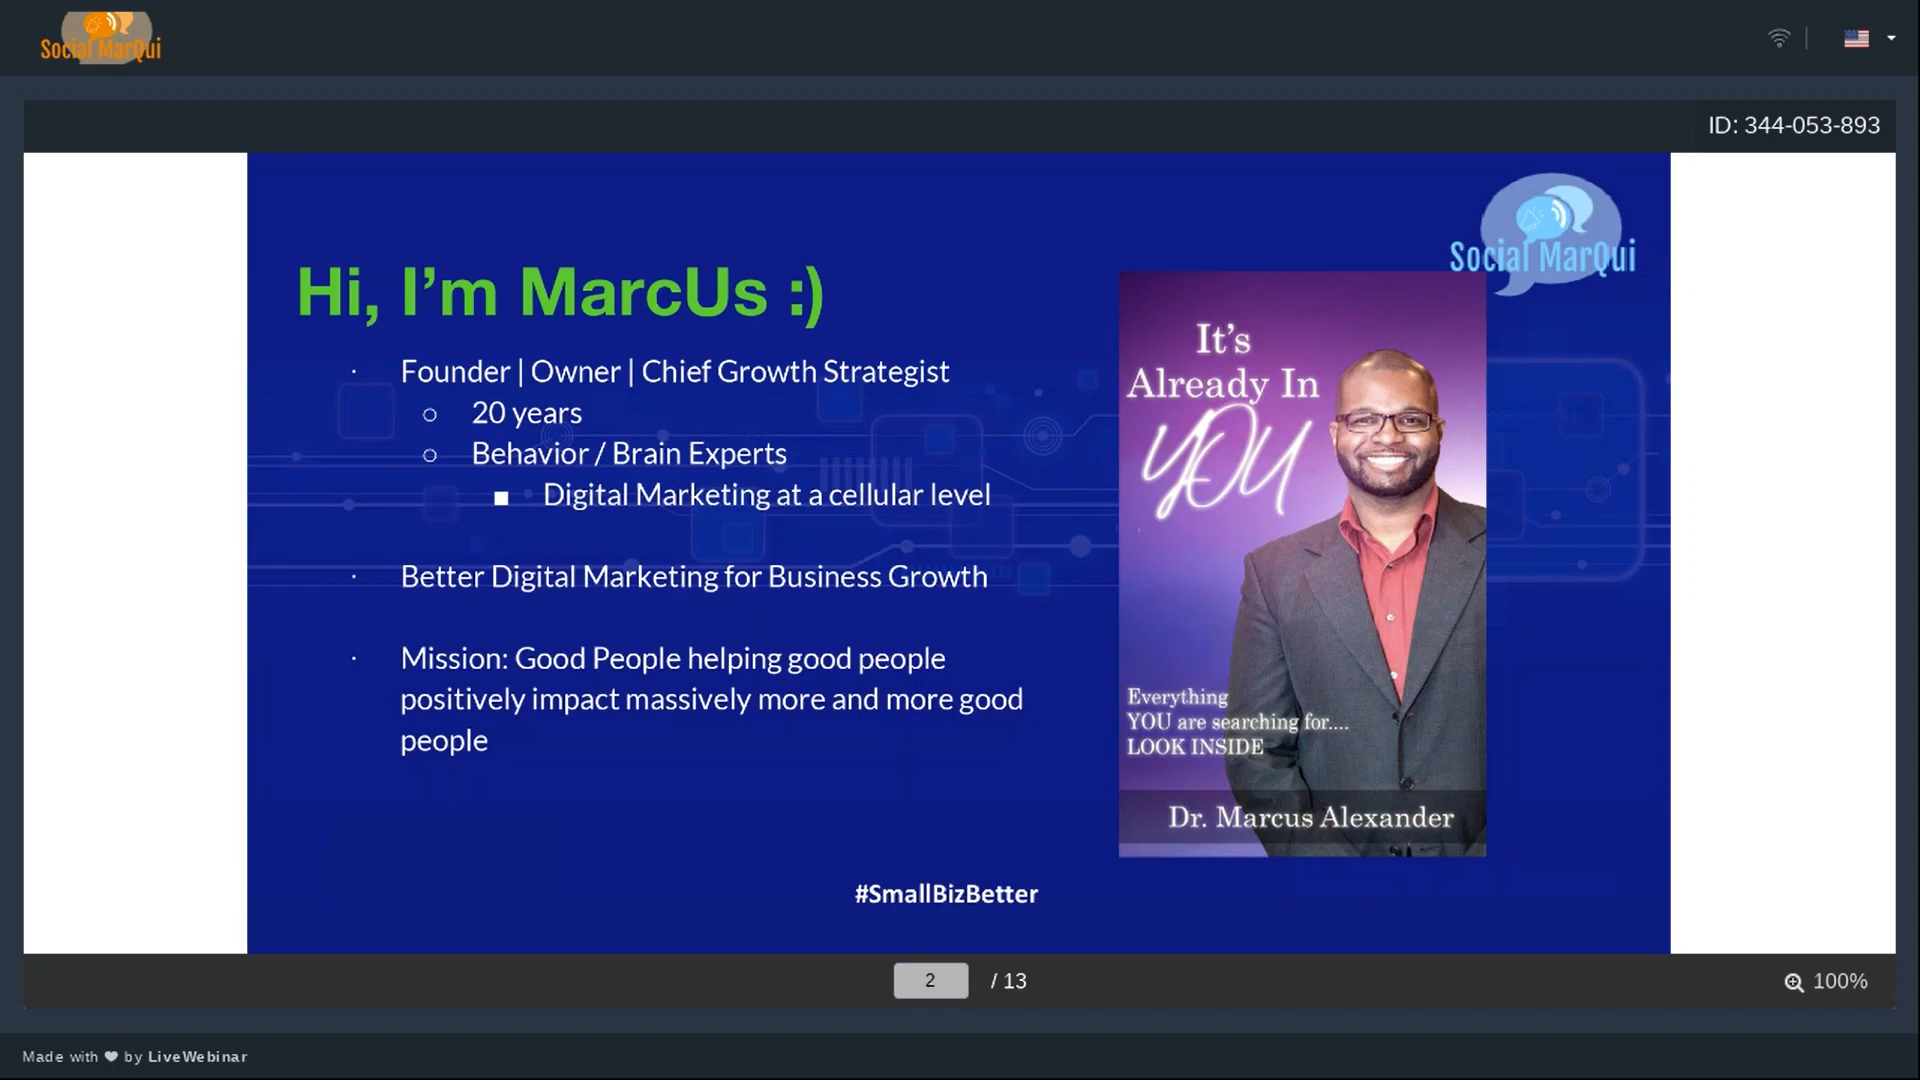 Social MarQui
ID: 344-053-893
Social MarQui
Hi, I’m MarcUs :)
· Founder | Owner | Chief Growth Strategist
○ 20 years
○ Behavior / Brain Experts
■ Digital Marketing at a cellular level
· Better Digital Marketing for Business Growth
· Mission: Good People helping good people
positively impact massively more and more good
people
It’s
Already In
YOU
Everything
YOU are searching for....
LOOK INSIDE
Dr. Marcus Alexander
#SmallBizBetter
2 / 13
100%
Made with ♥ by LiveWebinar